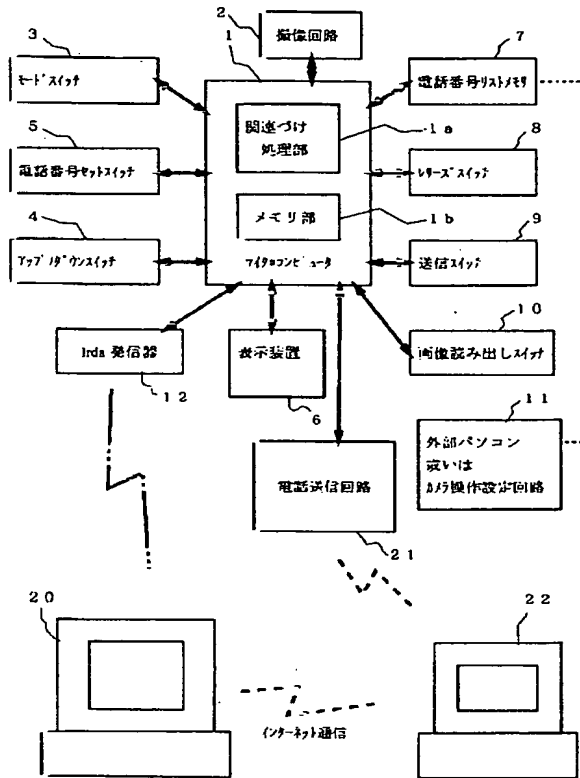 2
撮像回路
3
モードスイッチ
1
7
電話番号リストメモリ
関連づけ
処理部
1a
5
電話番号セットスイッチ
8
レリーズスイッチ
メモリ部
1b
4
アップ/ダウンスイッチ
マイクロコンピュータ
9
送信スイッチ
10
画像読み出しスイッチ
Irda 発信器
12
表示装置
6
11
外部パソコン
或いは
カメラ操作設定回路
電話送信回路
21
20
22
インターネット通信